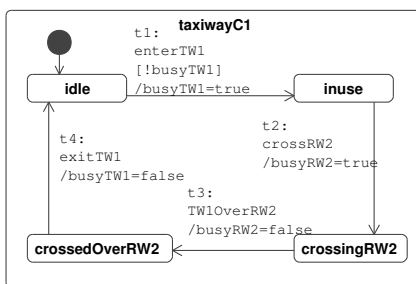 taxiwayC1
t1:
enterTW1
[!busyTW1]
/busyTW1=true
idle
inuse
t2:
crossRW2
/busyRW2=true
t4:
exitTW1
/busyTW1=false
t3:
TW1OverRW2
/busyRW2=false
crossedOverRW2
crossingRW2